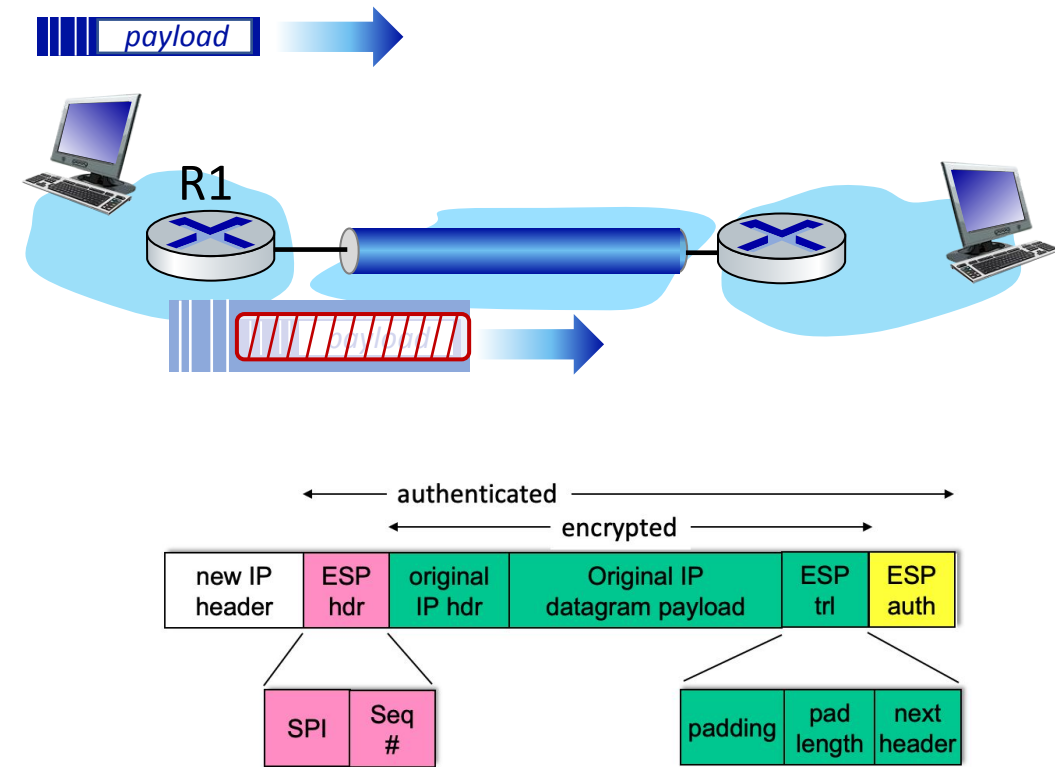 payload
R1
payload
authenticated
encrypted
new IP
header
ESP
hdr
original
IP hdr
Original IP
datagram payload
ESP
trl
ESP
auth
SPI
Seq
#
padding
pad
length
next
header